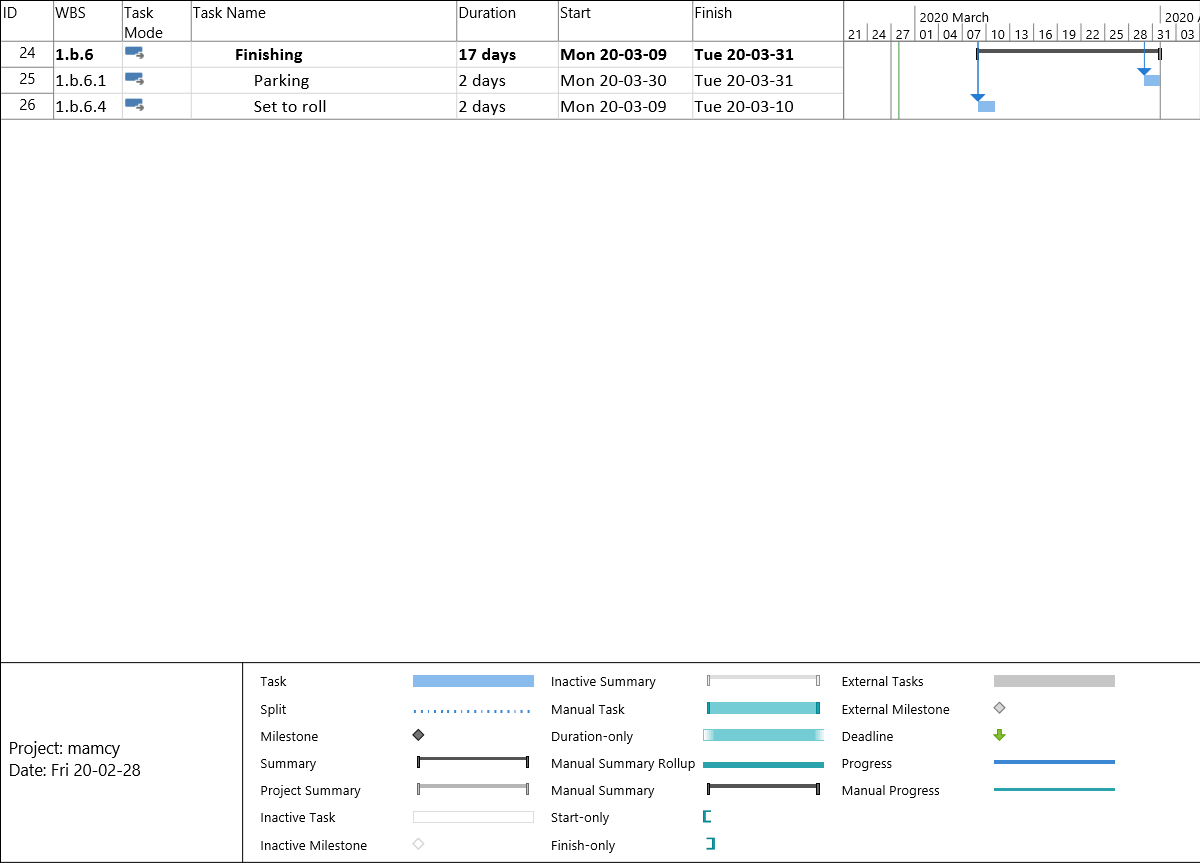 ID WBS Task Mode Task Name Duration Start Finish 2020 March 2020 A
21 24 27 01 04 07 10 13 16 19 22 25 28 31 03
24 1.b.6 Finishing 17 days Mon 20-03-09 Tue 20-03-31
25 1.b.6.1 Parking 2 days Mon 20-03-30 Tue 20-03-31
26 1.b.6.4 Set to roll 2 days Mon 20-03-09 Tue 20-03-10
Project: mamcy
Date: Fri 20-02-28
Task Inactive Summary External Tasks
Split Manual Task External Milestone
Milestone Duration-only Deadline
Summary Manual Summary Rollup Progress
Project Summary Manual Summary Manual Progress
Inactive Task Start-only
Inactive Milestone Finish-only